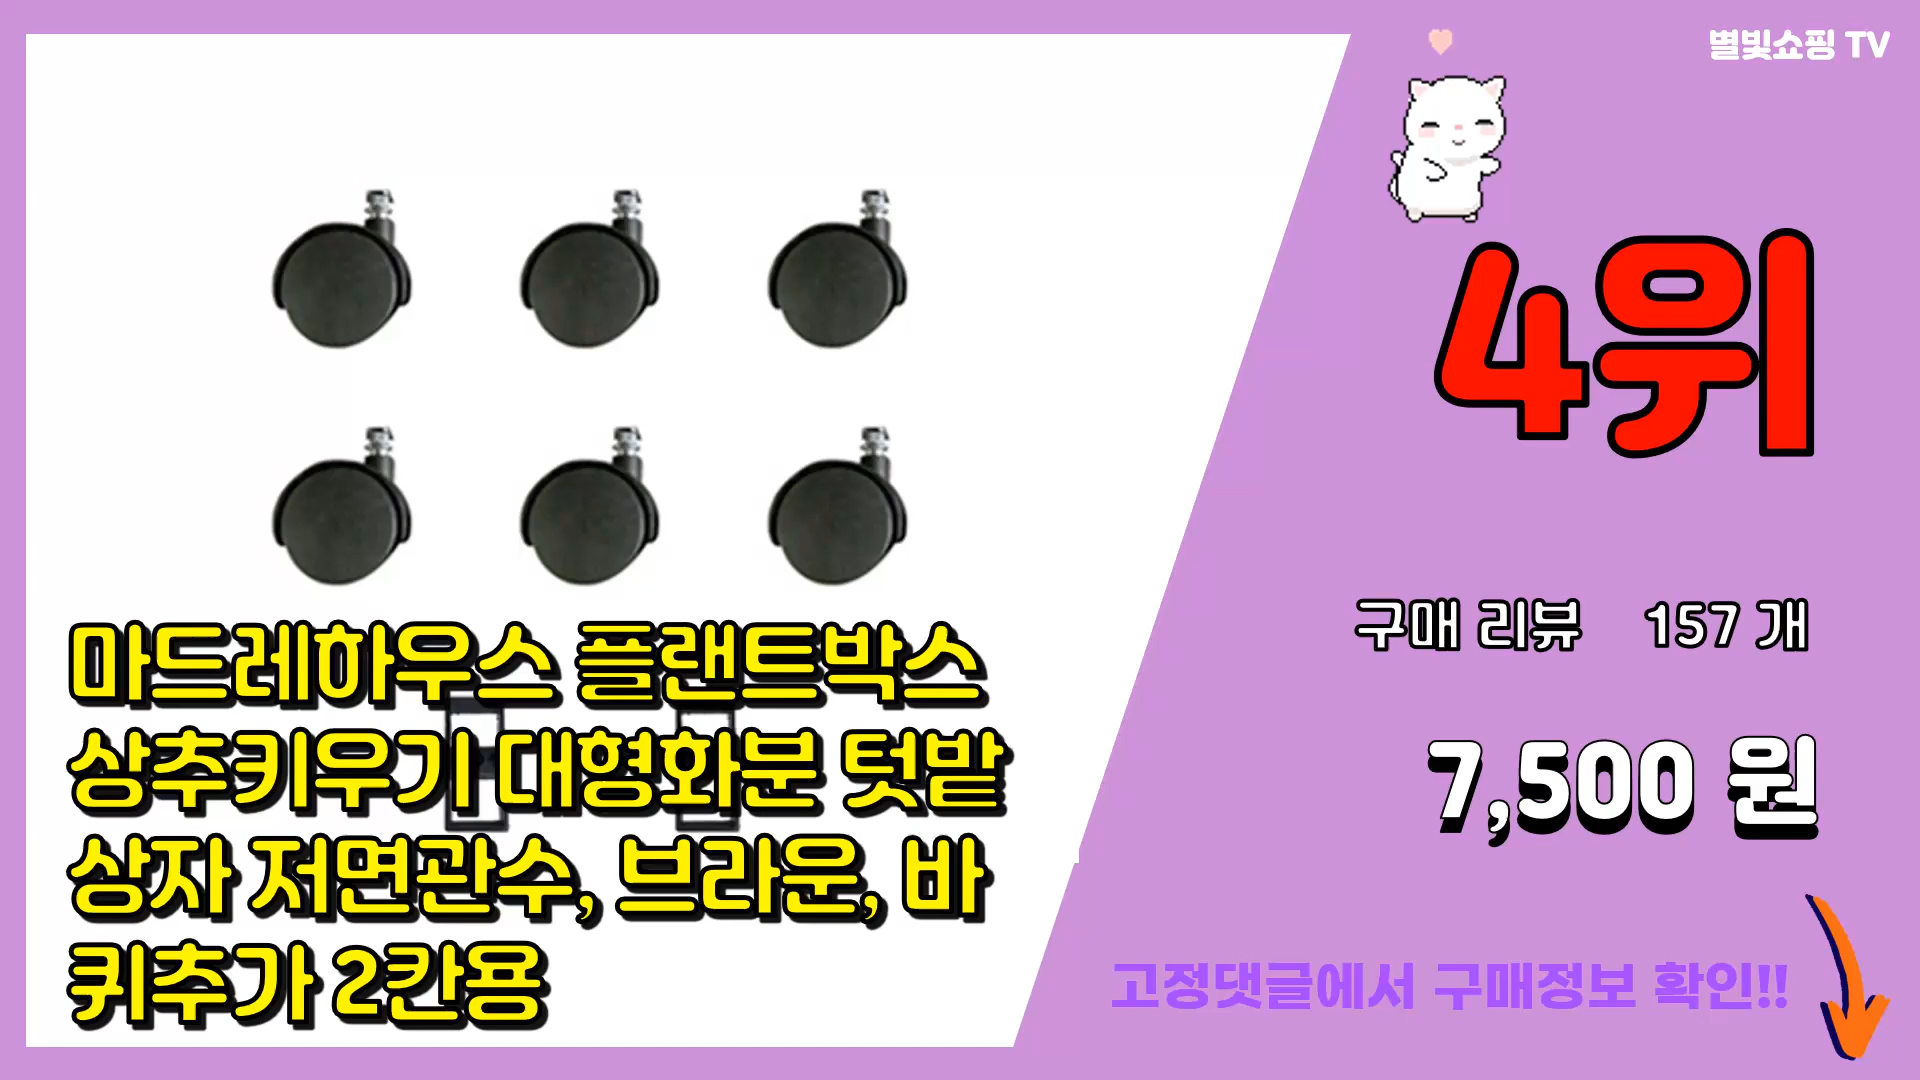 별빛쇼핑 TV
4위
구매 리뷰 157 개
7,500 원
마드레하우스 플랜트박스
상추키우기 대형화분 텃밭
상자 저면관수, 브라운, 바
퀴추가 2칸용
고정댓글에서 구매정보 확인!!